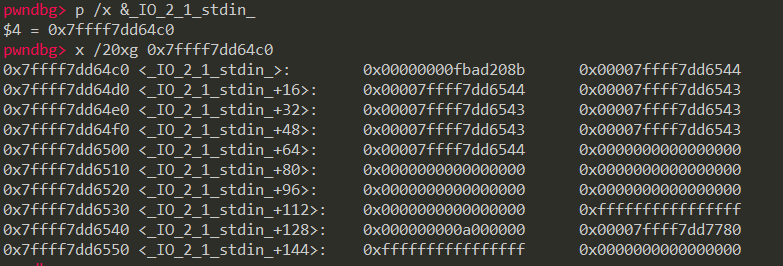 pwndbg> p /x &_IO_2_1_stdin_
$4 = 0x7ffff7dd64c0
pwndbg> x /20xg 0x7ffff7dd64c0
0x7ffff7dd64c0 <_IO_2_1_stdin_>: 0x00000000fbad208b 0x00007ffff7dd6544
0x7ffff7dd64d0 <_IO_2_1_stdin_+16>: 0x00007ffff7dd6544 0x00007ffff7dd6543
0x7ffff7dd64e0 <_IO_2_1_stdin_+32>: 0x00007ffff7dd6543 0x00007ffff7dd6543
0x7ffff7dd64f0 <_IO_2_1_stdin_+48>: 0x00007ffff7dd6543 0x00007ffff7dd6543
0x7ffff7dd6500 <_IO_2_1_stdin_+64>: 0x00007ffff7dd6544 0x0000000000000000
0x7ffff7dd6510 <_IO_2_1_stdin_+80>: 0x0000000000000000 0x0000000000000000
0x7ffff7dd6520 <_IO_2_1_stdin_+96>: 0x0000000000000000 0x0000000000000000
0x7ffff7dd6530 <_IO_2_1_stdin_+112>: 0x0000000000000000 0xffffffffffffffff
0x7ffff7dd6540 <_IO_2_1_stdin_+128>: 0x000000000a000000 0x00007ffff7dd7780
0x7ffff7dd6550 <_IO_2_1_stdin_+144>: 0xffffffffffffffff 0x0000000000000000